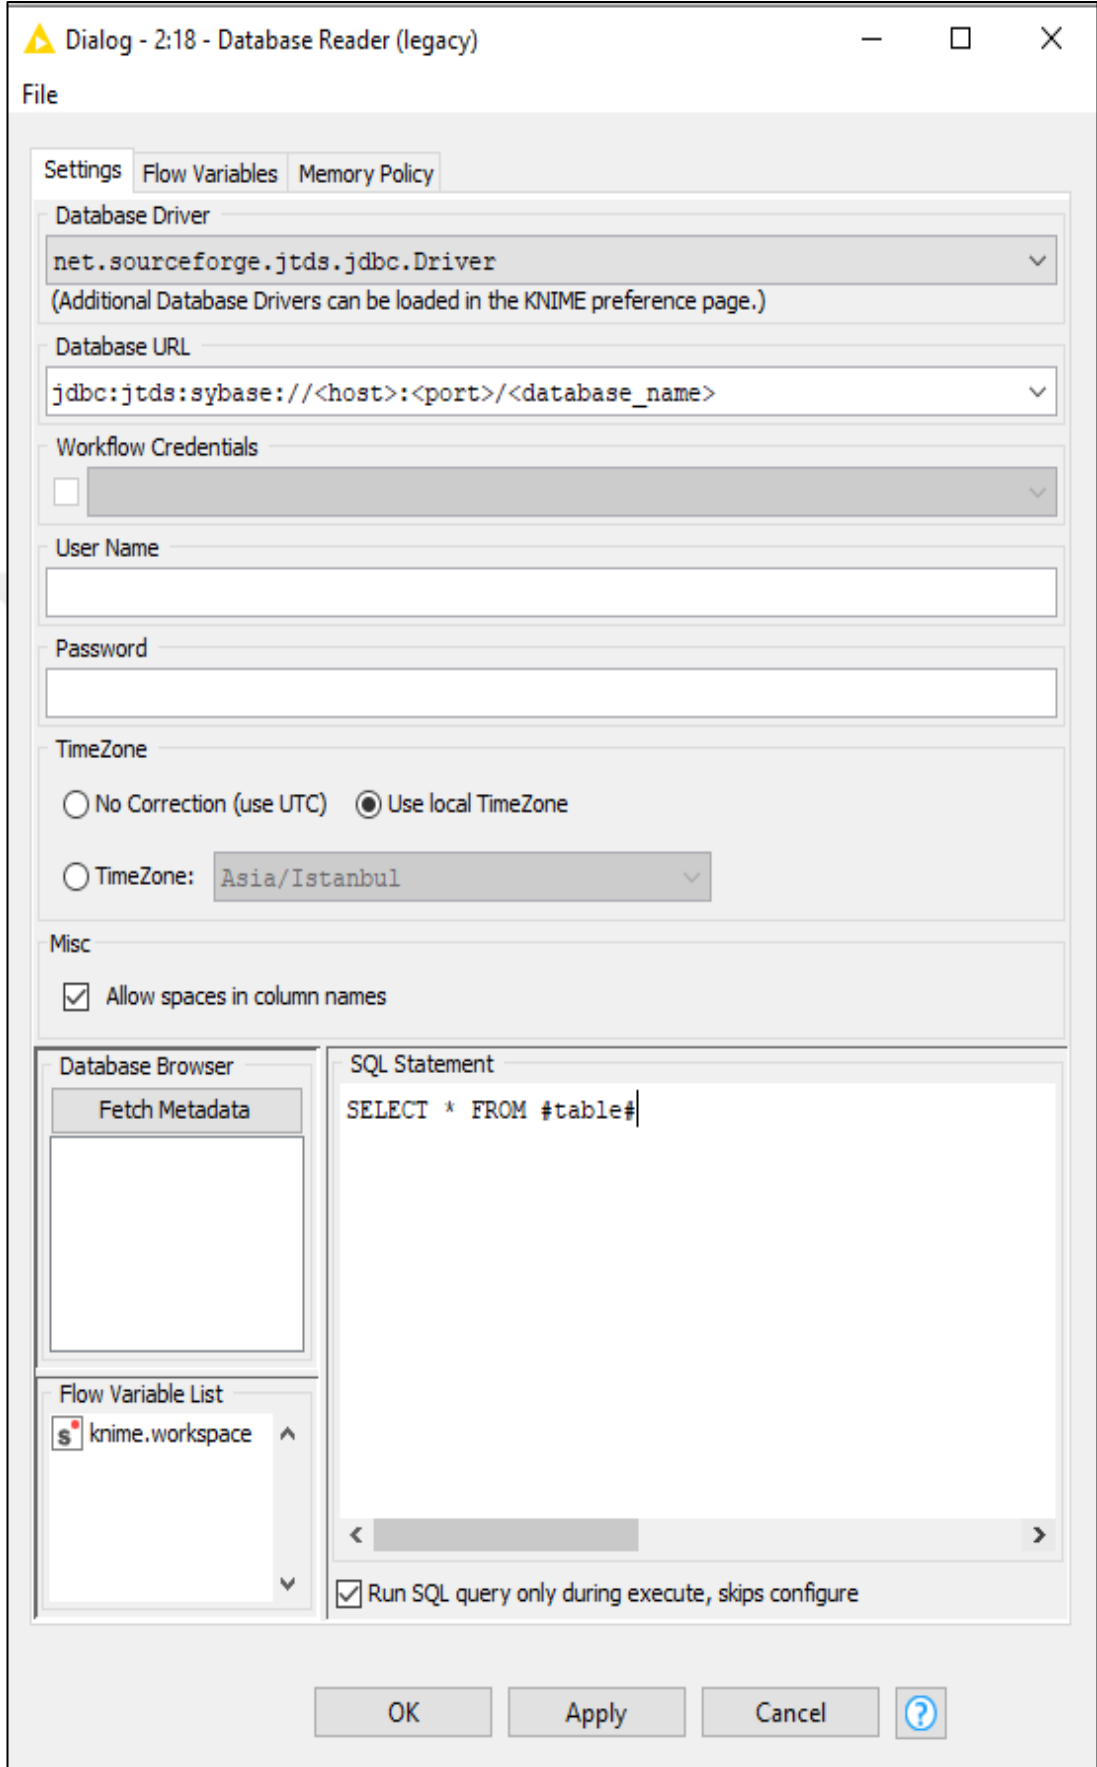 Dialog - 2:18 - Database Reader (legacy)
File
Settings Flow Variables Memory Policy
Database Driver
net.sourceforge.jtds.jdbc.Driver
(Additional Database Drivers can be loaded in the KNIME preference page.)
Database URL
jdbc:jtds:sybase://<host>:<port>/<database_name>
Workflow Credentials
User Name
Password
TimeZone
No Correction (use UTC) Use local TimeZone
TimeZone: Asia/Istanbul
Misc
Allow spaces in column names
Database Browser
Fetch Metadata
Flow Variable List
s knime.workspace
SQL Statement
SELECT * FROM #table#
Run SQL query only during execute, skips configure
OK Apply Cancel ?